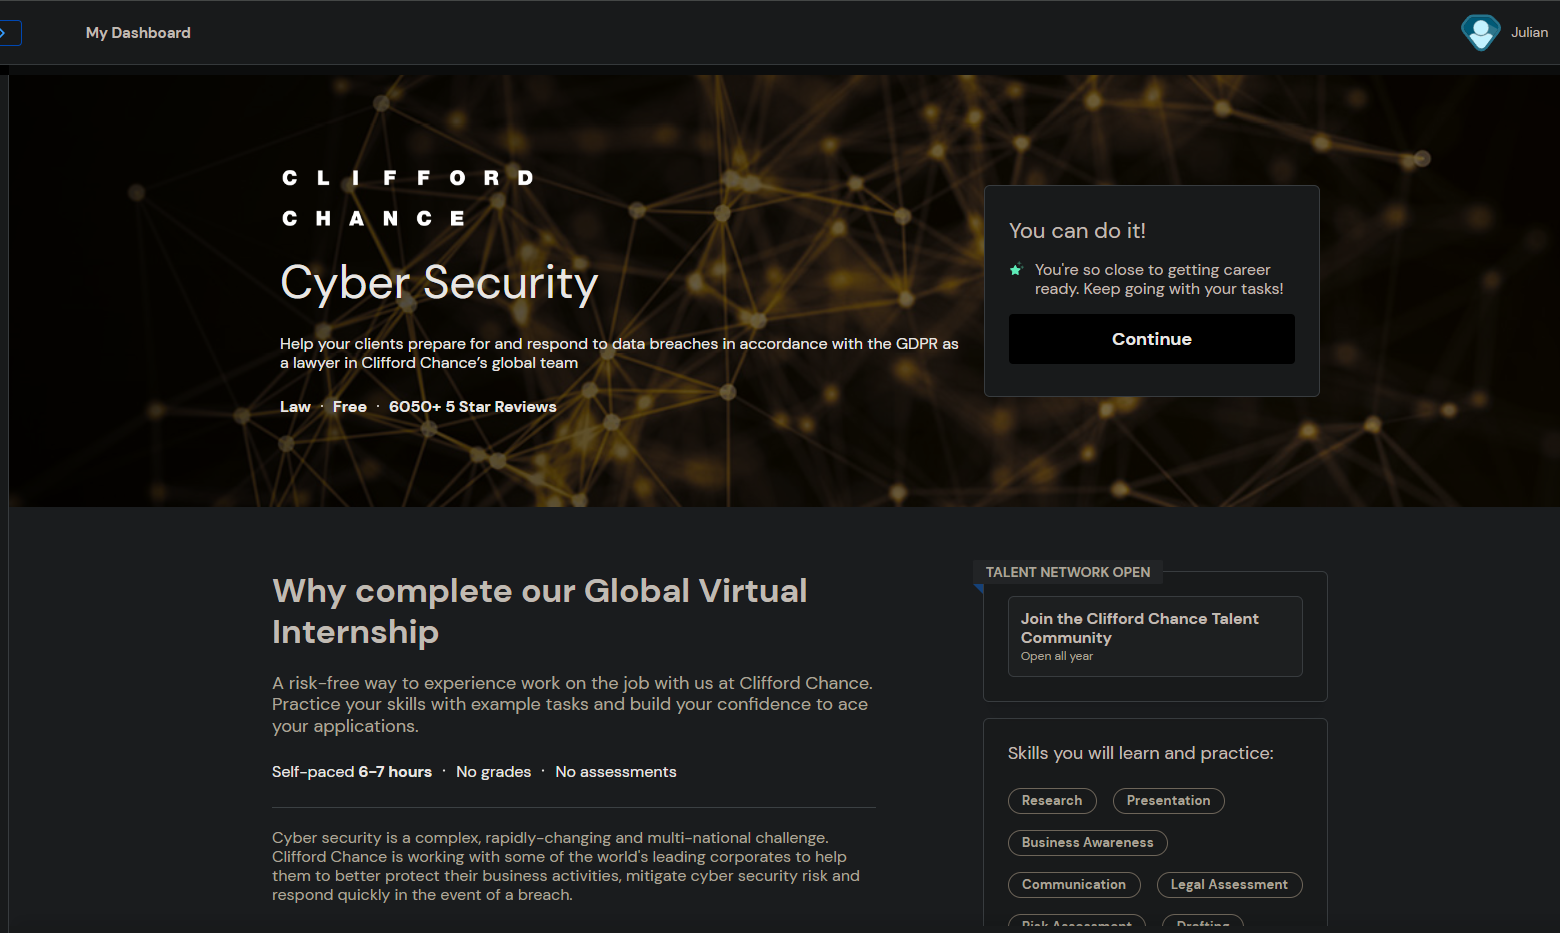 My Dashboard
Julian
CLIFFORD
CHANCE
Cyber Security
Help your clients prepare for and respond to data breaches in accordance with the GDPR as
a lawyer in Clifford Chance’s global team
Law · Free · 6050+ 5 Star Reviews
You can do it!
You're so close to getting career
ready. Keep going with your tasks!
Continue
Why complete our Global Virtual
Internship
A risk-free way to experience work on the job with us at Clifford Chance.
Practice your skills with example tasks and build your confidence to ace
your applications.
Self-paced 6-7 hours · No grades · No assessments
Cyber security is a complex, rapidly-changing and multi-national challenge.
Clifford Chance is working with some of the world's leading corporates to help
them to better protect their business activities, mitigate cyber security risk and
respond quickly in the event of a breach.
TALENT NETWORK OPEN
Join the Clifford Chance Talent
Community
Open all year
Skills you will learn and practice:
Research
Presentation
Business Awareness
Communication
Legal Assessment
Risk Assessment
Drafting